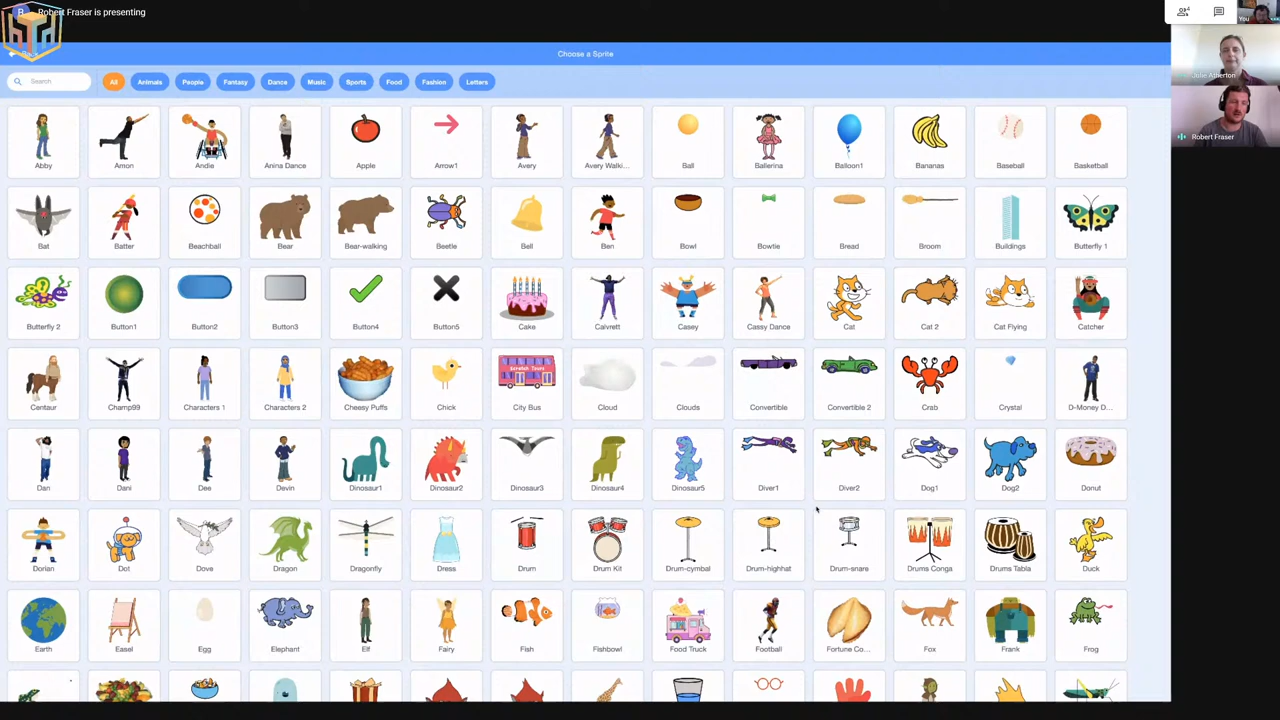 Robert Fraser is presenting
4
You
Choose a Sprite
Search
All
Animals
People
Fantasy
Dance
Music
Sports
Food
Fashion
Letters
Julie Atherton
Robert Fraser
Abby
Amon
Andie
Anina Dance
Apple
Arrow1
Avery
Avery Walki...
Ball
Ballerina
Balloon1
Bananas
Baseball
Basketball
Bat
Batter
Beachball
Bear
Bear-walking
Beetle
Bell
Ben
Bowl
Bowtie
Bread
Broom
Buildings
Butterfly 1
Butterfly 2
Button1
Button2
Button3
Button4
Button5
Cake
Calvrett
Casey
Cassy Dance
Cat
Cat 2
Cat Flying
Catcher
Centaur
Champ99
Characters 1
Characters 2
Cheesy Puffs
Chick
Scratch Tours
City Bus
Cloud
Clouds
Convertible
Convertible 2
Crab
Crystal
D-Money D...
Dan
Dani
Dee
Devin
Dinosaur1
Dinosaur2
Dinosaur3
Dinosaur4
Dinosaur5
Diver1
Diver2
Dog1
Dog2
Donut
Dorian
Dot
Dove
Dragon
Dragonfly
Dress
Drum
Drum Kit
Drum-cymbal
Drum-highhat
Drum-snare
Drums Conga
Drums Tabla
Duck
Earth
Easel
Egg
Elephant
Elf
Fairy
Fish
Fishbowl
Food Truck
Football
Fortune Co...
Fox
Frank
Frog